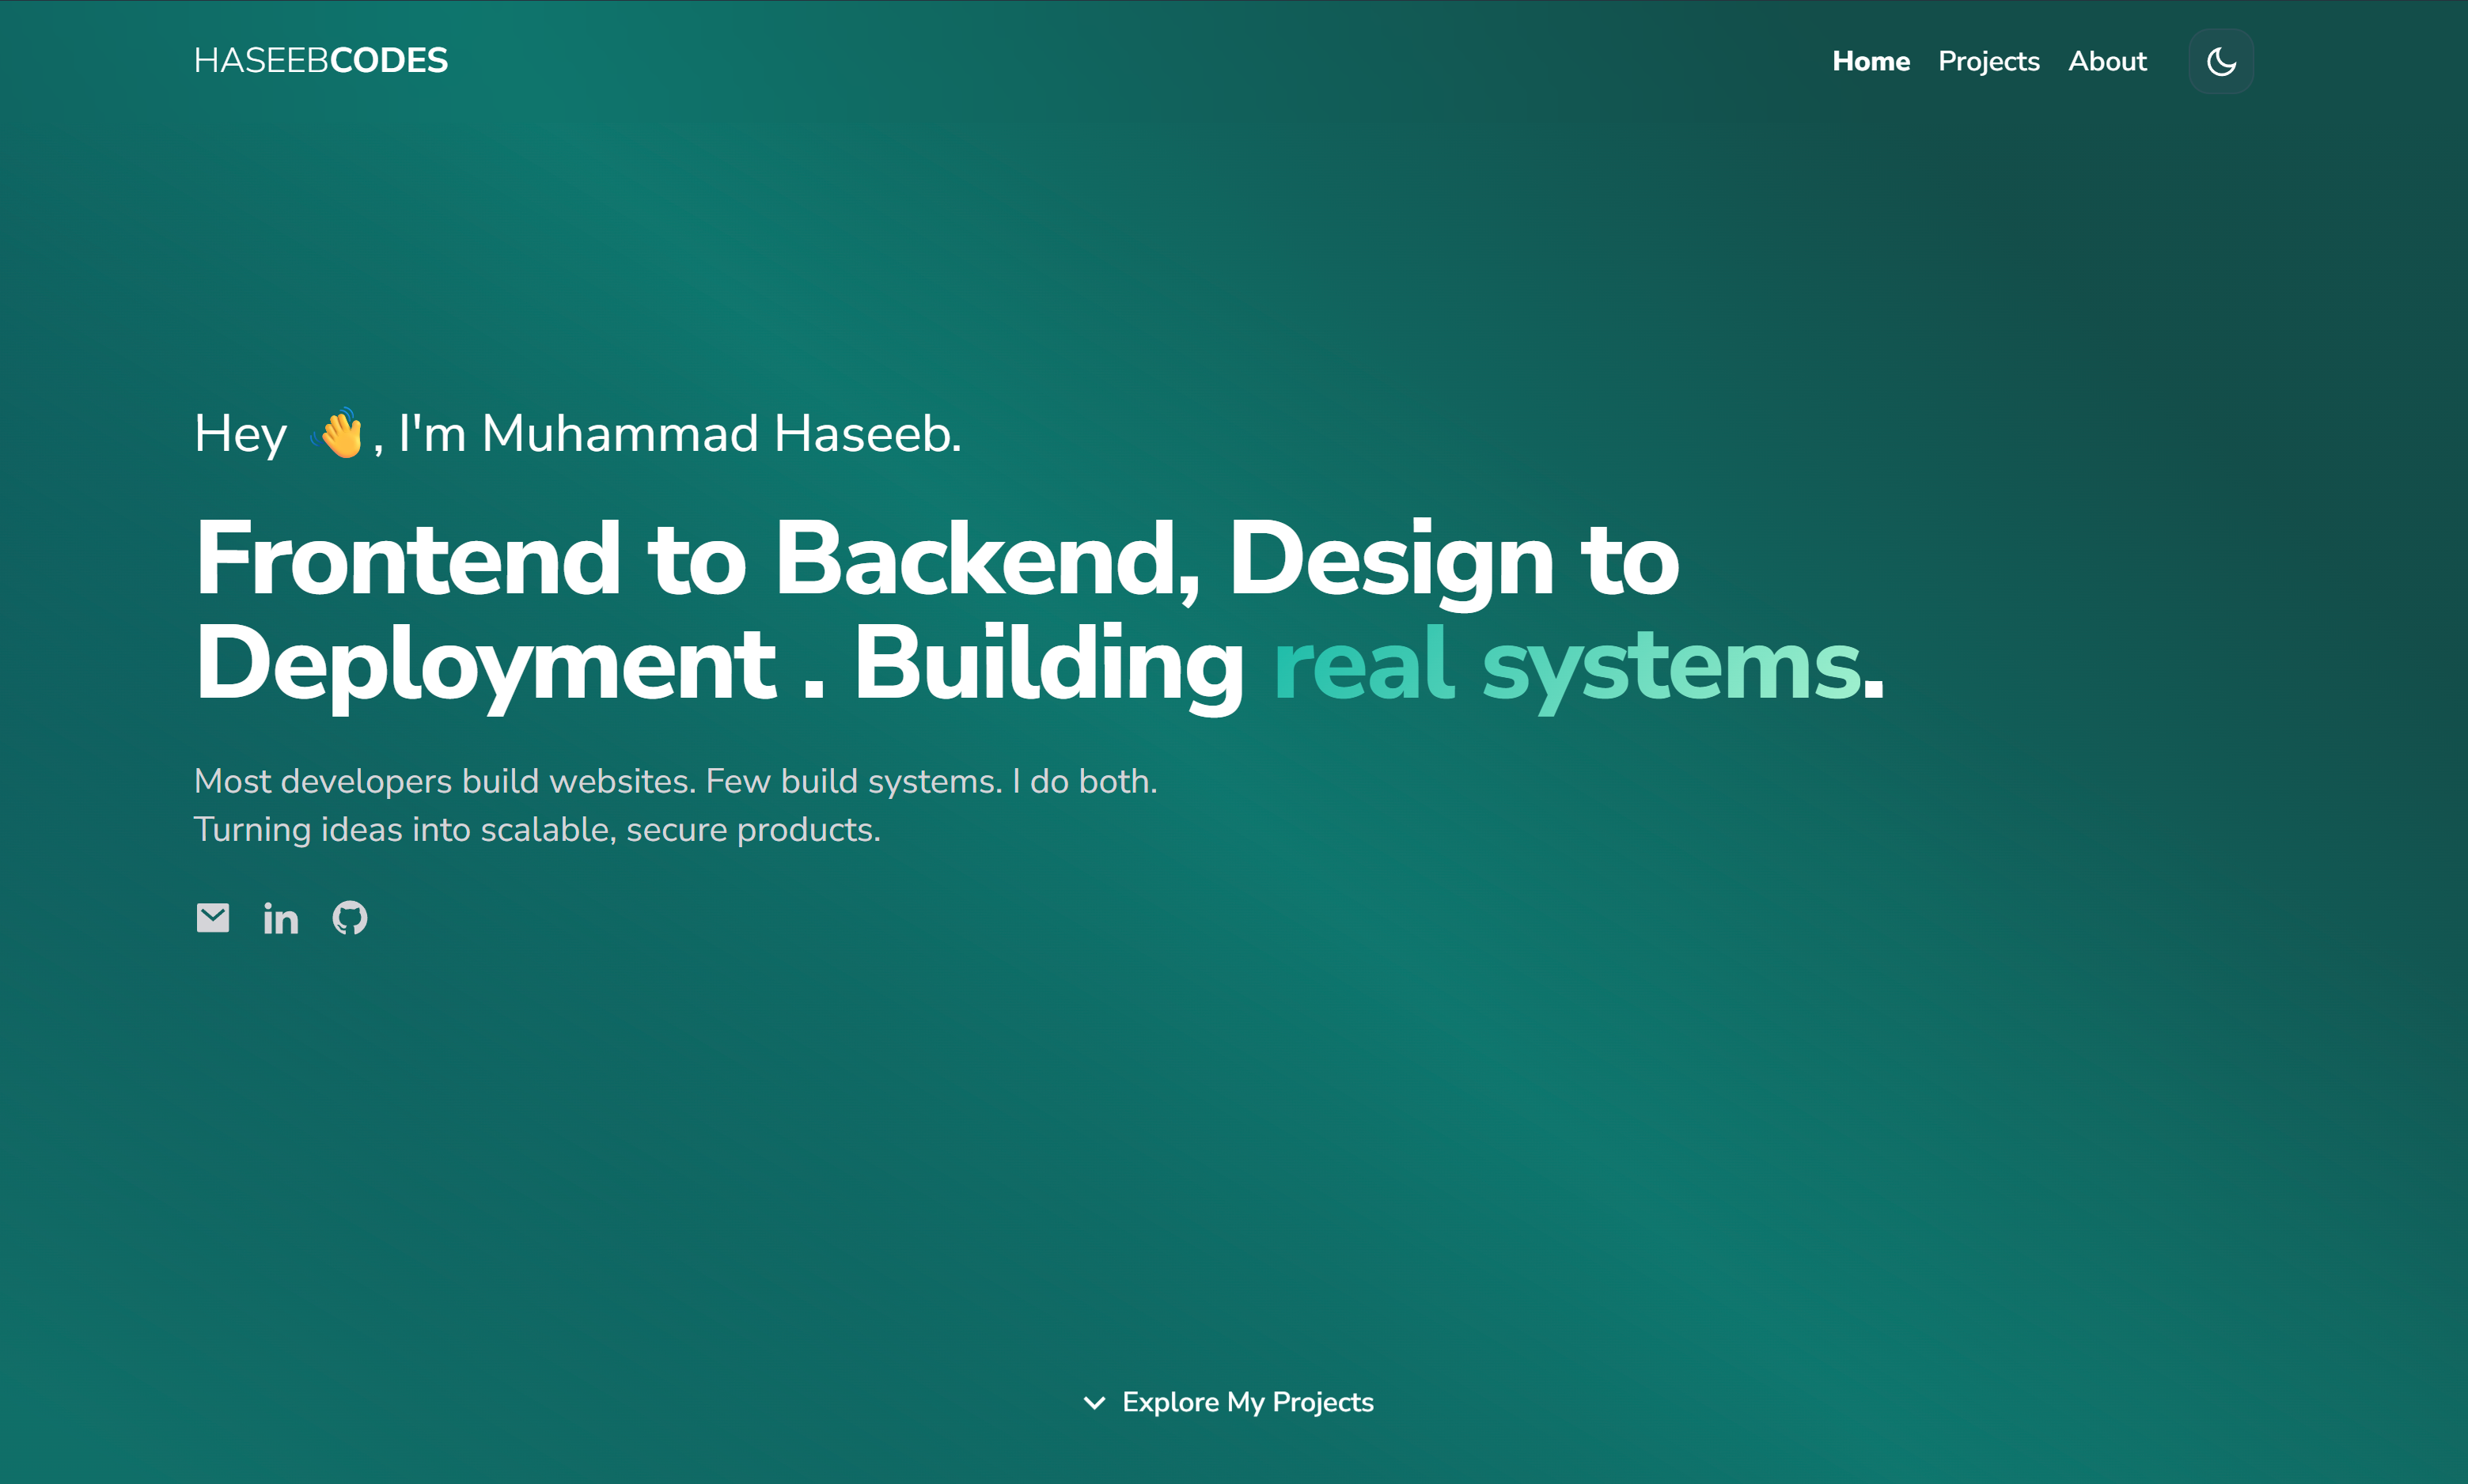 HASEEBCODES
Home Projects About
Hey 👋, I'm Muhammad Haseeb.
Frontend to Backend, Design to
Deployment . Building real systems.
Most developers build websites. Few build systems. I do both.
Turning ideas into scalable, secure products.
in
Explore My Projects